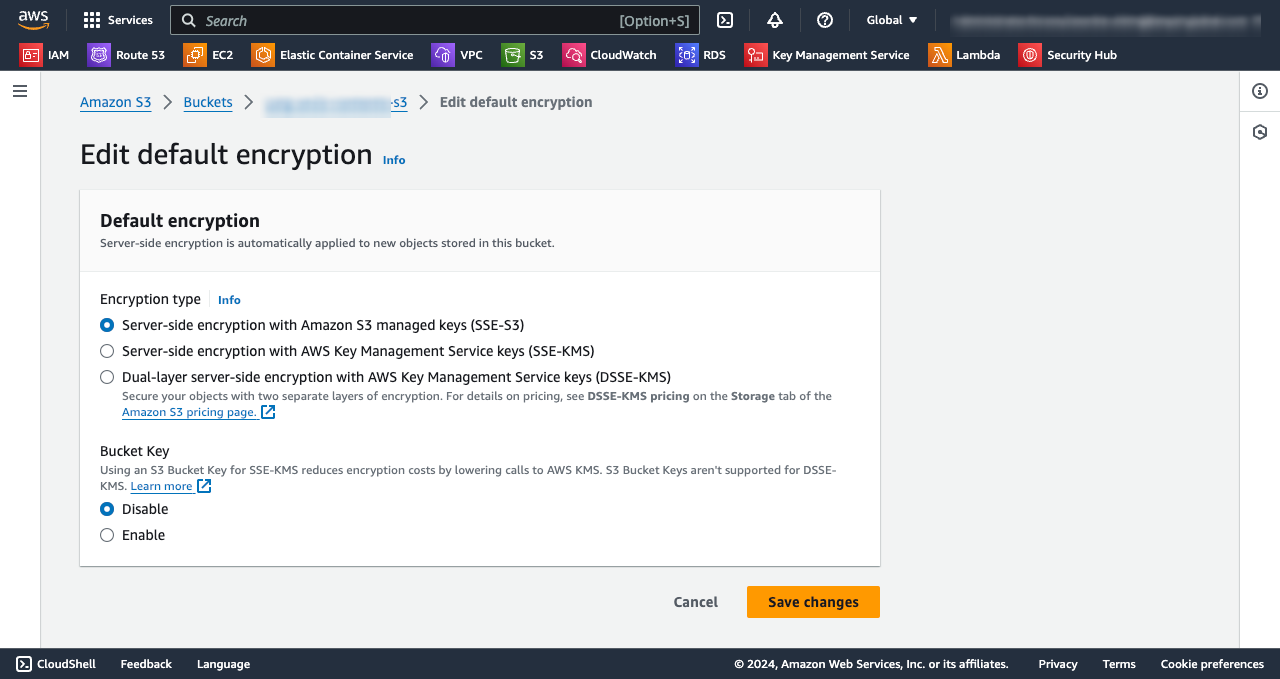 aws Services Search [Option+S] Global
IAM Route 53 EC2 Elastic Container Service VPC S3 CloudWatch RDS Key Management Service Lambda Security Hub
Amazon S3 Buckets -s3 Edit default encryption
Edit default encryption Info
Default encryption
Server-side encryption is automatically applied to new objects stored in this bucket.
Encryption type Info
Server-side encryption with Amazon S3 managed keys (SSE-S3)
Server-side encryption with AWS Key Management Service keys (SSE-KMS)
Dual-layer server-side encryption with AWS Key Management Service keys (DSSE-KMS)
Secure your objects with two separate layers of encryption. For details on pricing, see DSSE-KMS pricing on the Storage tab of the
Amazon S3 pricing page.
Bucket Key
Using an S3 Bucket Key for SSE-KMS reduces encryption costs by lowering calls to AWS KMS. S3 Bucket Keys aren't supported for DSSE-
KMS. Learn more
Disable
Enable
Cancel Save changes
CloudShell Feedback Language © 2024, Amazon Web Services, Inc. or its affiliates. Privacy Terms Cookie preferences